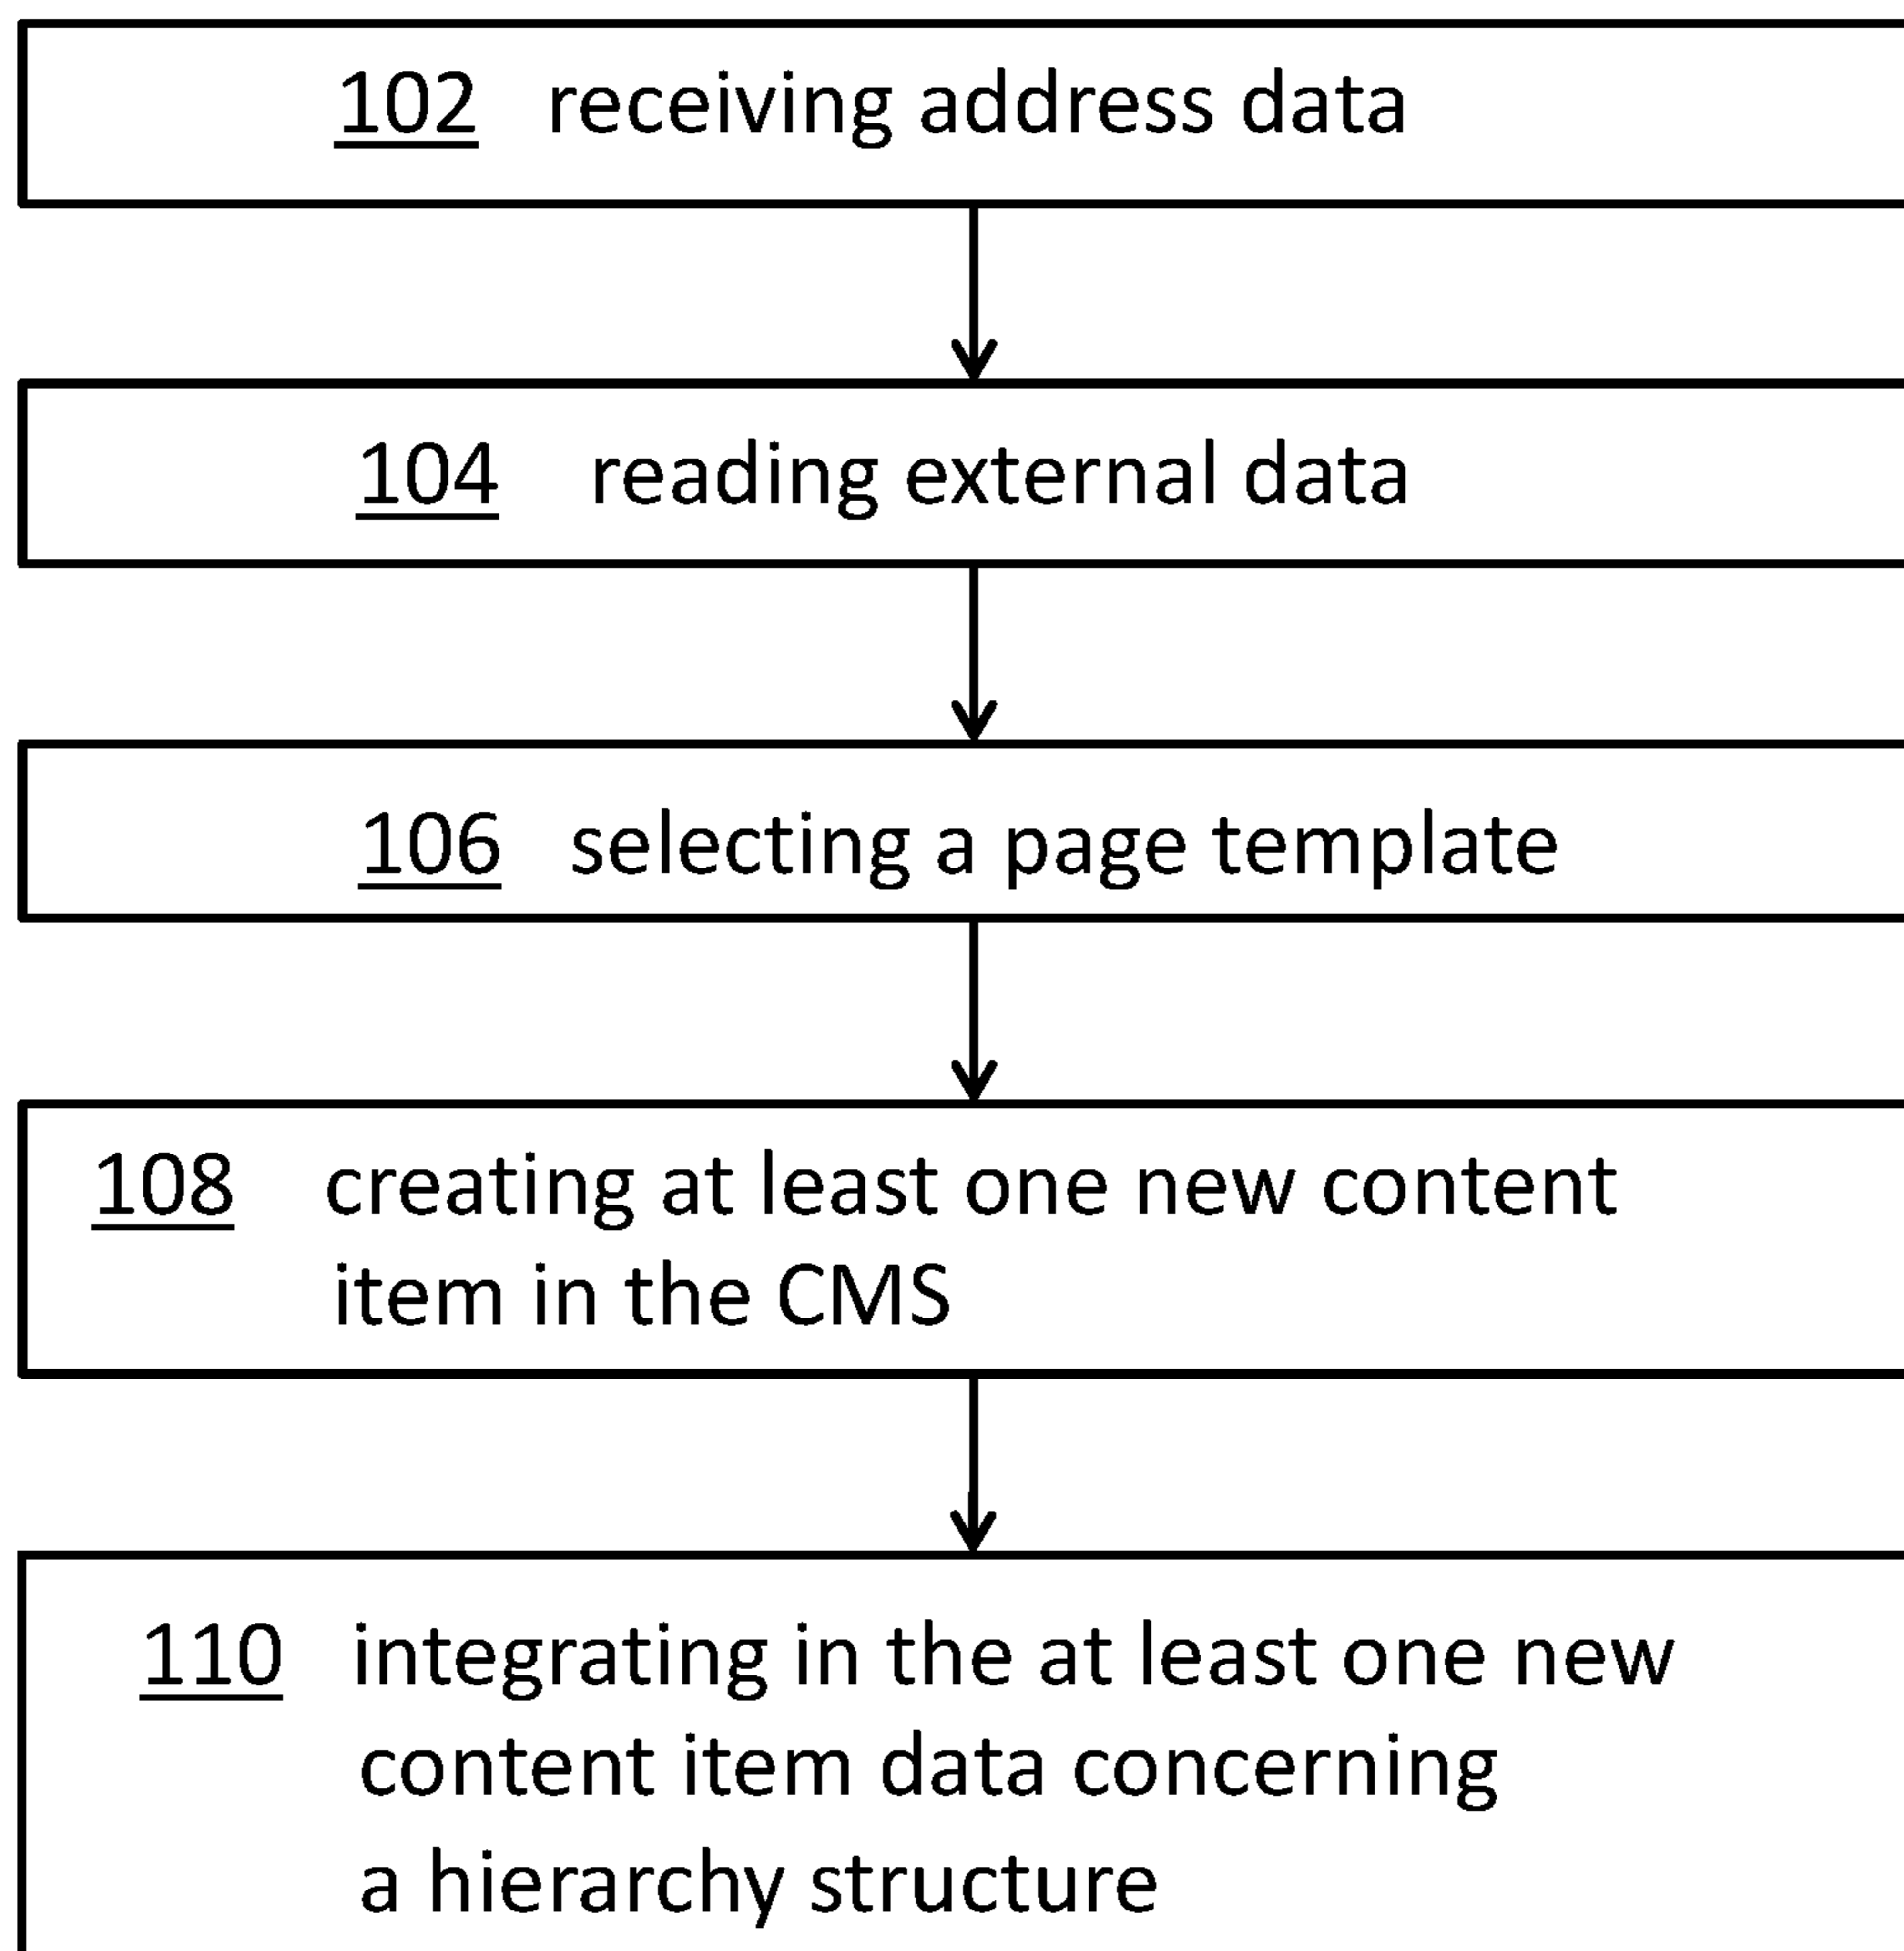 102 receiving address data
104 reading external data
106 selecting a page template
108 creating at least one new content
item in the CMS
110 integrating in the at least one new
content item data concerning
a hierarchy structure